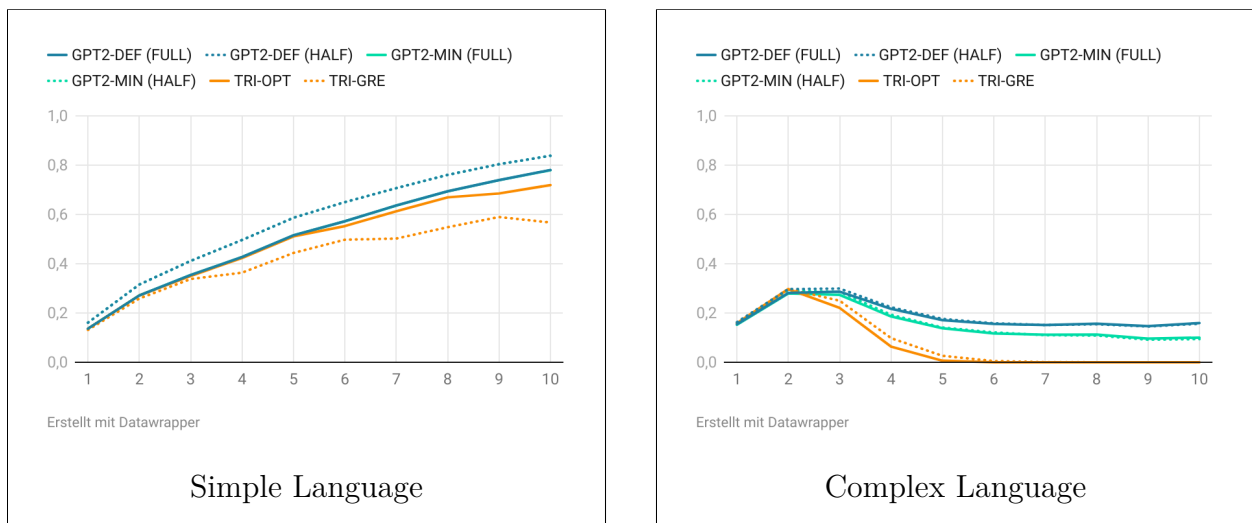 GPT2-DEF (FULL) GPT2-DEF (HALF) GPT2-MIN (FULL)
GPT2-MIN (HALF) TRI-OPT TRI-GRE
1,0
0,8
0,6
0,4
0,2
0,0
1 2 3 4 5 6 7 8 9 10
Erstellt mit Datawrapper
Simple Language
GPT2-DEF (FULL) GPT2-DEF (HALF) GPT2-MIN (FULL)
GPT2-MIN (HALF) TRI-OPT TRI-GRE
1,0
0,8
0,6
0,4
0,2
0,0
1 2 3 4 5 6 7 8 9 10
Erstellt mit Datawrapper
Complex Language